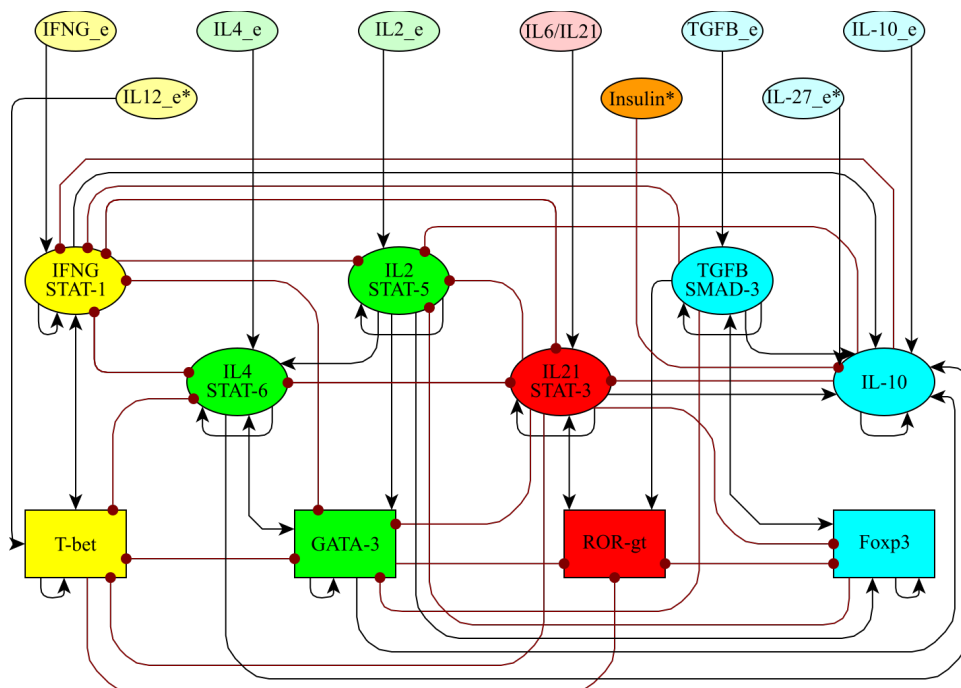 IFNG_e
IL4_e
IL2_e
IL6/IL21
TGFB_e
IL-10_e
IL12_e*
Insulin*
IL-27_e*
IFNG
STAT-1
IL2
STAT-5
TGFB
SMAD-3
IL4
STAT-6
IL21
STAT-3
IL-10
T-bet
GATA-3
ROR-gt
Foxp3